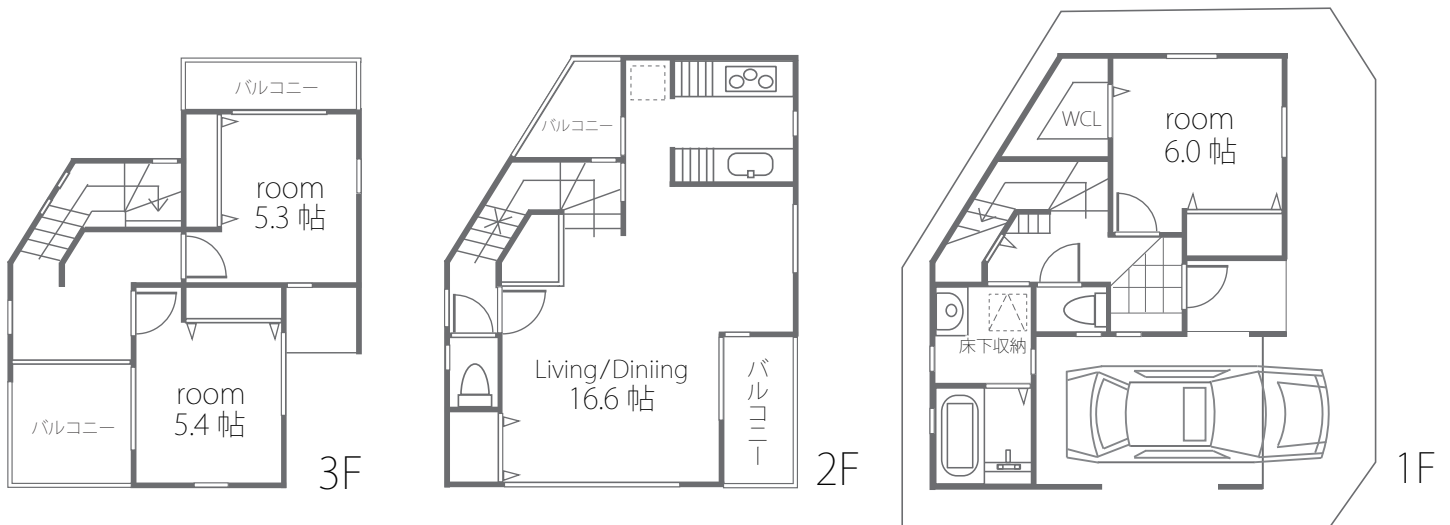 バルコニー
room
5.3 帖
room
5.4 帖
バルコニー
3F
バルコニー
Living/Diniing
16.6 帖
バルコニー
2F
WCL
room
6.0 帖
床下収納
1F